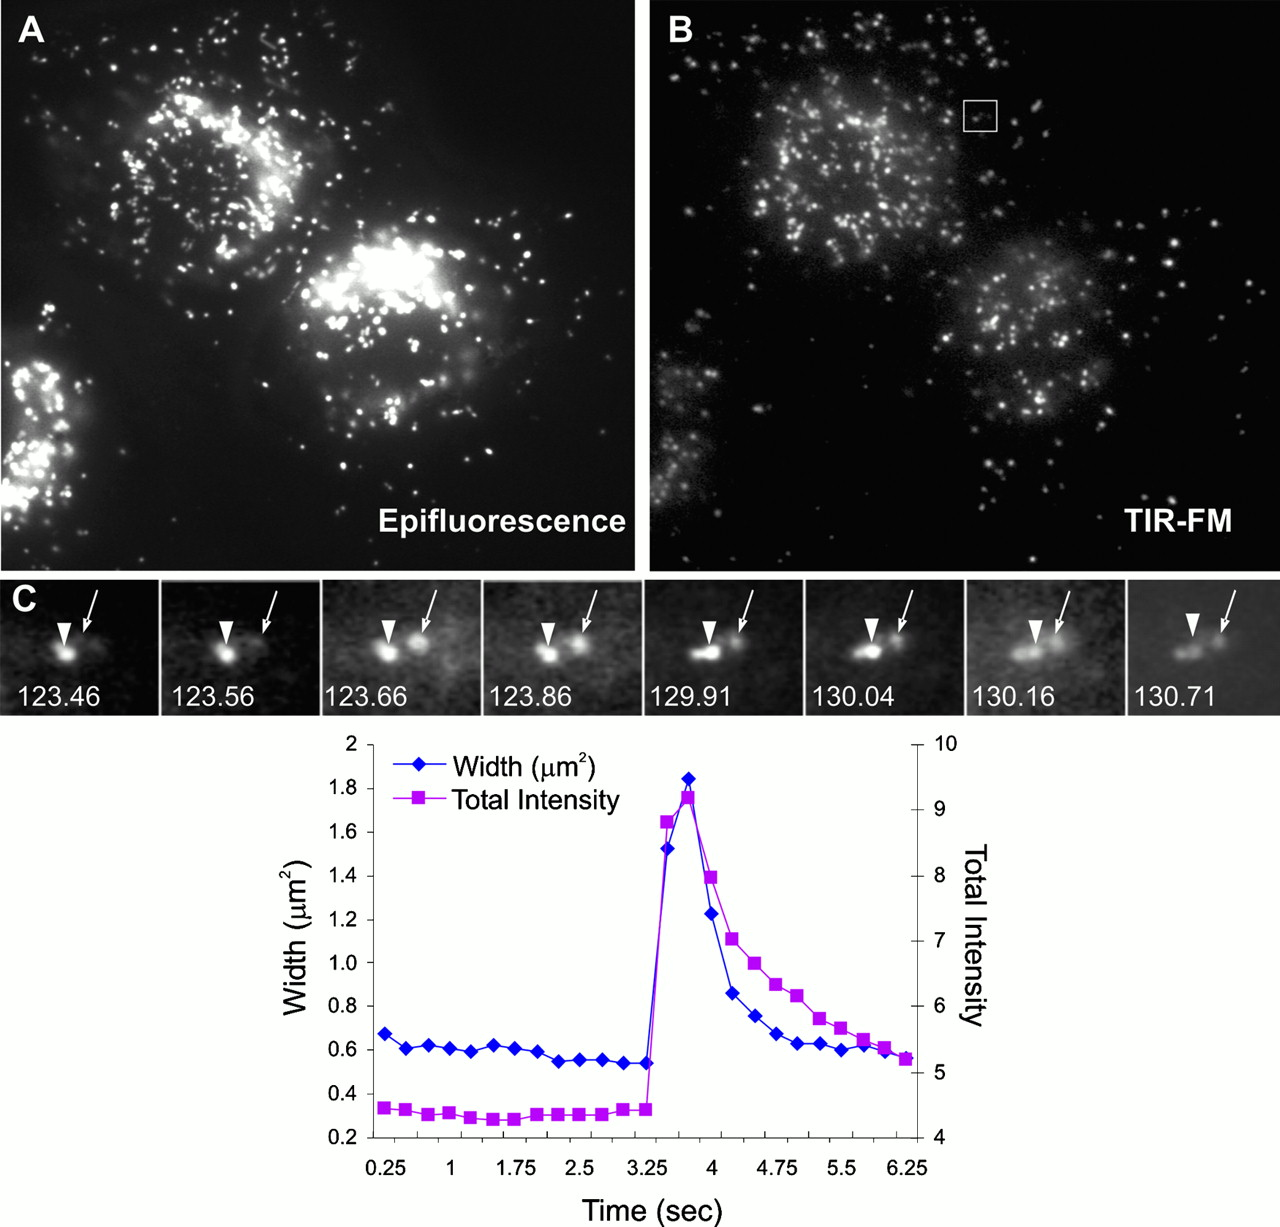 A
B
Epifluorescence
TIR-FM
C
123.46
123.56
123.66
123.86
129.91
130.04
130.16
130.71
2
1.8
1.6
1.4
1.2
1.0
0.8
0.6
0.4
0.2
Width (μm²)
Width (μm²)
Total Intensity
10
9
8
7
6
5
4
Total Intensity
0.25 1 1.75 2.5 3.25 4 4.75 5.5 6.25
Time (sec)